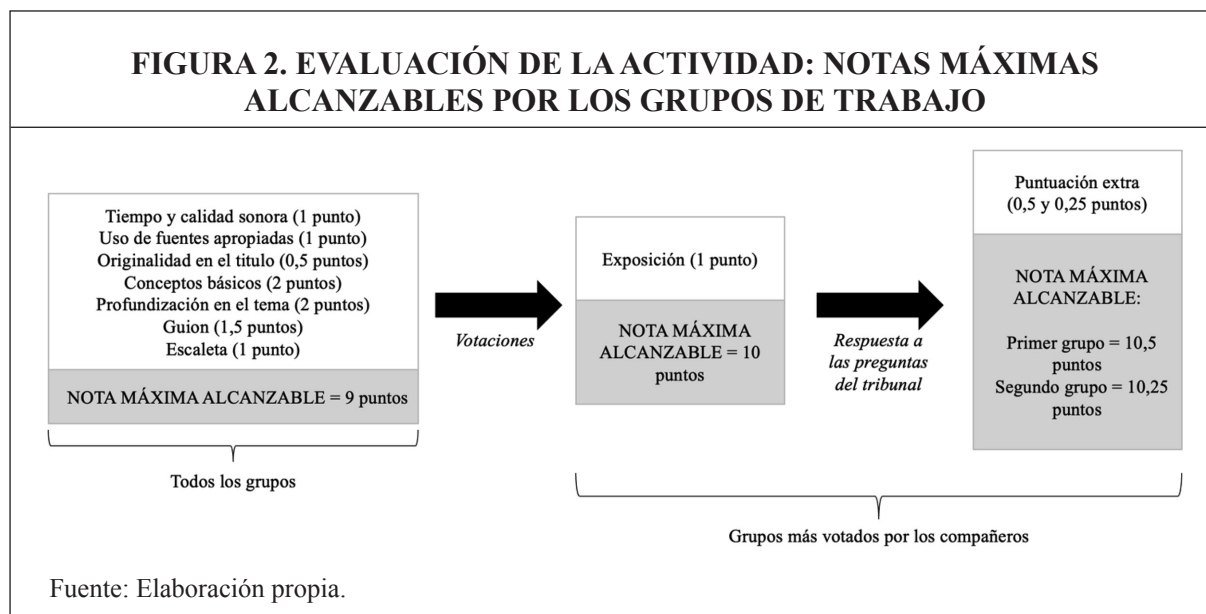 FIGURA 2. EVALUACIÓN DE LA ACTIVIDAD: NOTAS MÁXIMAS
ALCANZABLES POR LOS GRUPOS DE TRABAJO
Tiempo y calidad sonora (1 punto)
Uso de fuentes apropiadas (1 punto)
Originalidad en el título (0,5 puntos)
Conceptos básicos (2 puntos)
Profundización en el tema (2 puntos)
Guion (1,5 puntos)
Escaleta (1 punto)
NOTA MÁXIMA ALCANZABLE = 9 puntos
Todos los grupos
Votaciones
Exposición (1 punto)
NOTA MÁXIMA
ALCANZABLE = 10
puntos
Respuesta a
las preguntas
del tribunal
Puntuación extra
(0,5 y 0,25 puntos)
NOTA MÁXIMA
ALCANZABLE:
Primer grupo = 10,5
puntos
Segundo grupo = 10,25
puntos
Grupos más votados por los compañeros
Fuente: Elaboración propia.